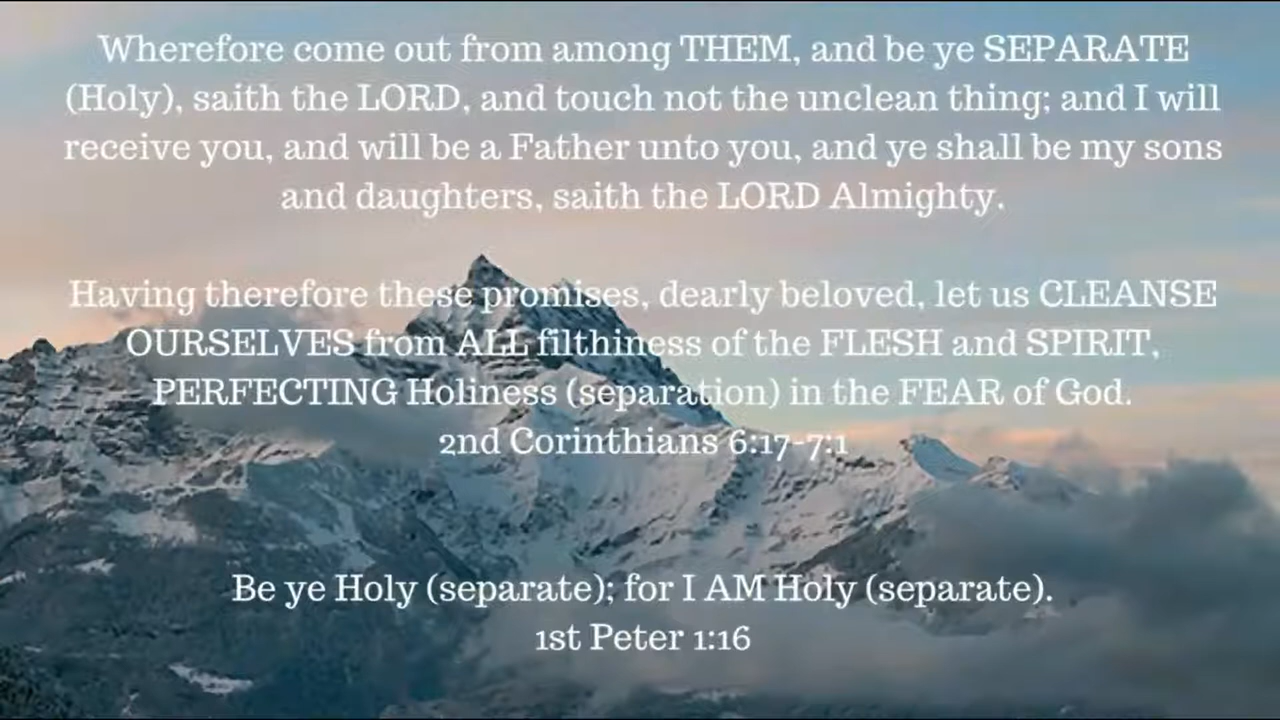 Wherefore come out from among THEM, and be ye SEPARATE
(Holy), saith the LORD, and touch not the unclean thing; and I will
receive you, and will be a Father unto you, and ye shall be my sons
and daughters, saith the LORD Almighty.
Having therefore these promises, dearly beloved, let us CLEANSE
OURSELVES from ALL filthiness of the FLESH and SPIRIT,
PERFECTING Holiness (separation) in the FEAR of God.
2nd Corinthians 6:17-7:1
Be ye Holy (separate); for I AM Holy (separate).
1st Peter 1:16